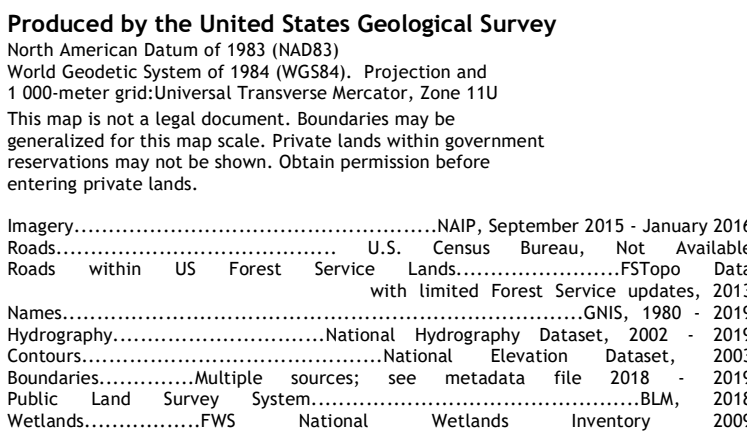 Produced by the United States Geological Survey
North American Datum of 1983 (NAD83)
World Geodetic System of 1984 (WGS84). Projection and
1 000-meter grid:Universal Transverse Mercator, Zone 11U
This map is not a legal document. Boundaries may be
generalized for this map scale. Private lands within government
reservations may not be shown. Obtain permission before
entering private lands.
Imagery.....................................................NAIP, September 2015 - January 2016
Roads......................................... U.S. Census Bureau, Not Available
Roads within US Forest Service Lands........................FSTopo Data
with limited Forest Service updates, 2013
Names............................................................................GNIS, 1980 - 2019
Hydrography...............................National Hydrography Dataset, 2002 - 2019
Contours............................................National Elevation Dataset, 2003
Boundaries..............Multiple sources; see metadata file 2018 - 2019
Public Land Survey System................................................BLM, 2018
Wetlands.................FWS National Wetlands Inventory 2009